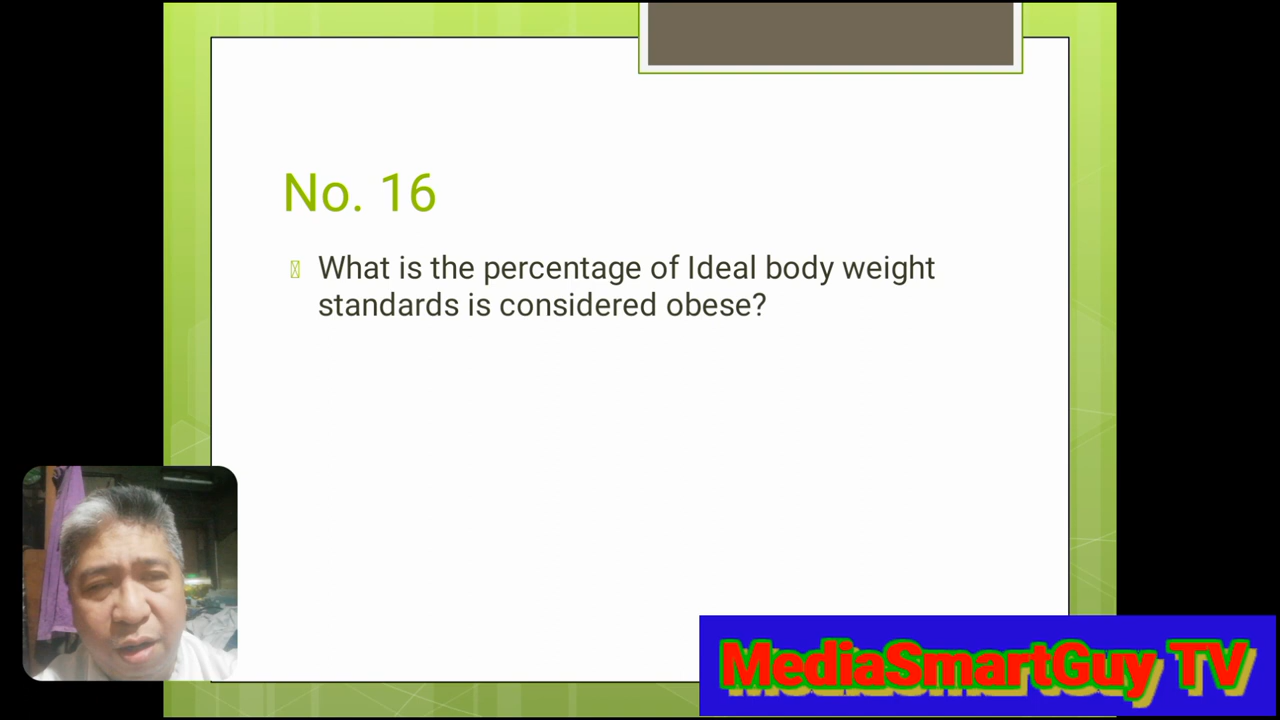 No. 16
What is the percentage of Ideal body weight
standards is considered obese?
MediaSmartGuy TV